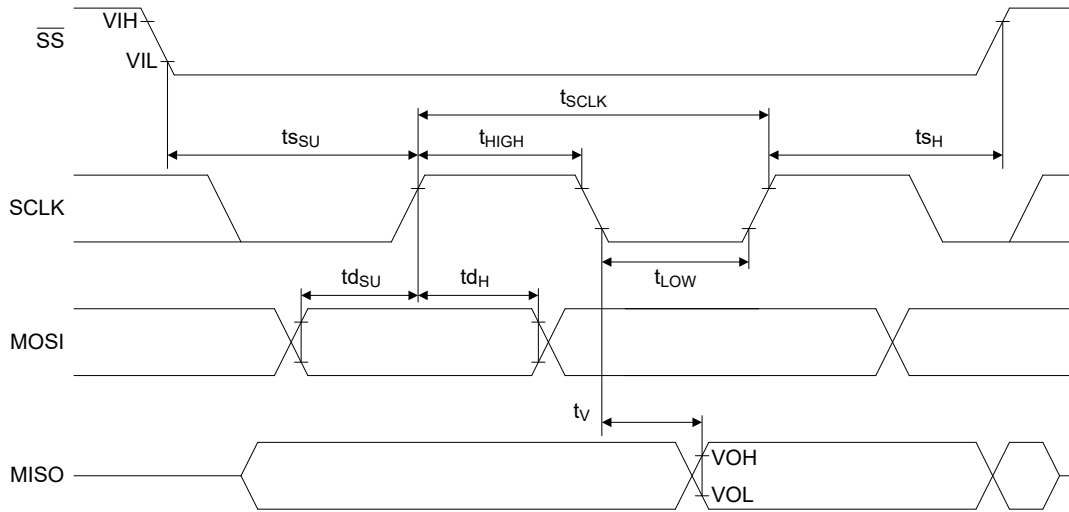 VIH
SS
VIL
tSCLK
tsSU
tHIGH
tsH
SCLK
tdSU
tdH
tLOW
MOSI
tV
VOH
MISO
VOL